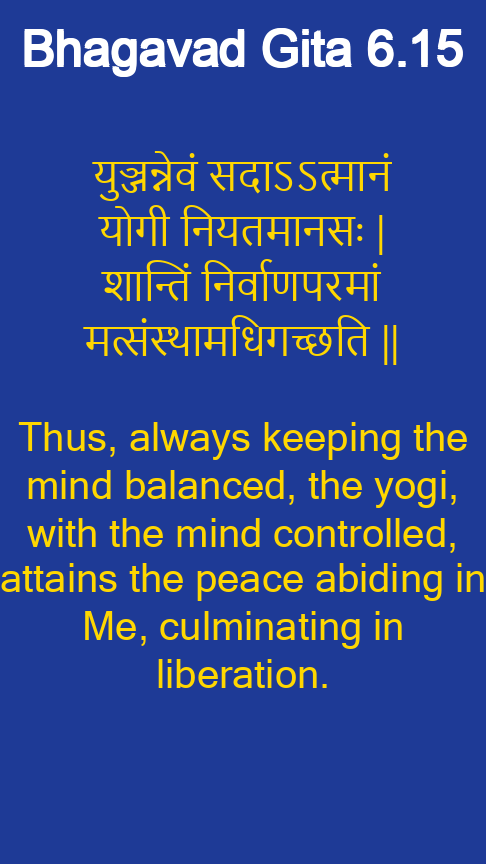 Bhagavad Gita 6.15
युञ्जन्नेवं सदाऽऽत्मानं
योगी नियतमानसः |
शान्तिं निर्वाणपरमां
मत्संस्थामधिगच्छति ||
Thus, always keeping the
mind balanced, the yogi,
with the mind controlled,
attains the peace abiding in
Me, culminating in
liberation.